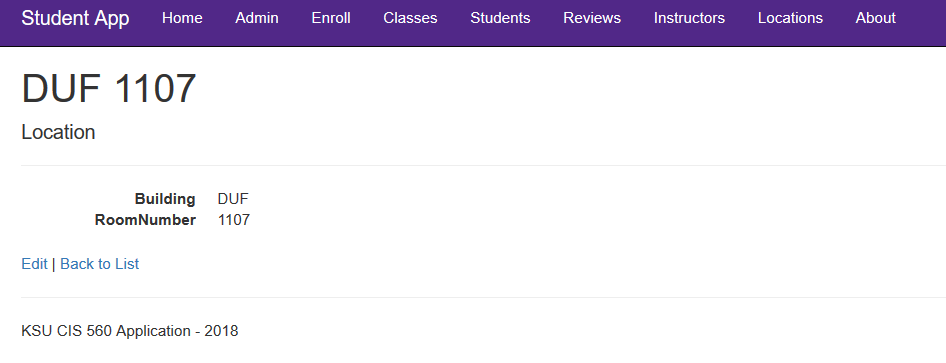 Student App Home Admin Enroll Classes Students Reviews Instructors Locations About
DUF 1107
Location
Building DUF
RoomNumber 1107
Edit | Back to List
KSU CIS 560 Application - 2018